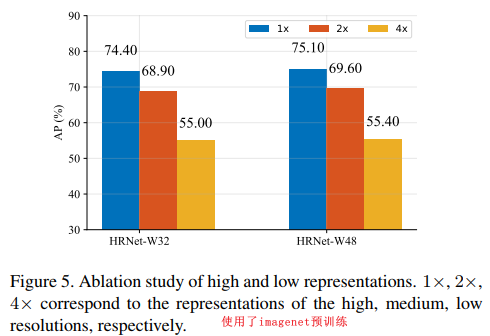 90
1x
2x
4x
80
74.40
75.10
68.90
69.60
70
55.00
55.40
60
AP (%)
50
40
30
HRNet-W32
HRNet-W48
Figure 5. Ablation study of high and low representations. 1×, 2×,
4× correspond to the representations of the high, medium, low
resolutions, respectively.
使用了imagenet预训练